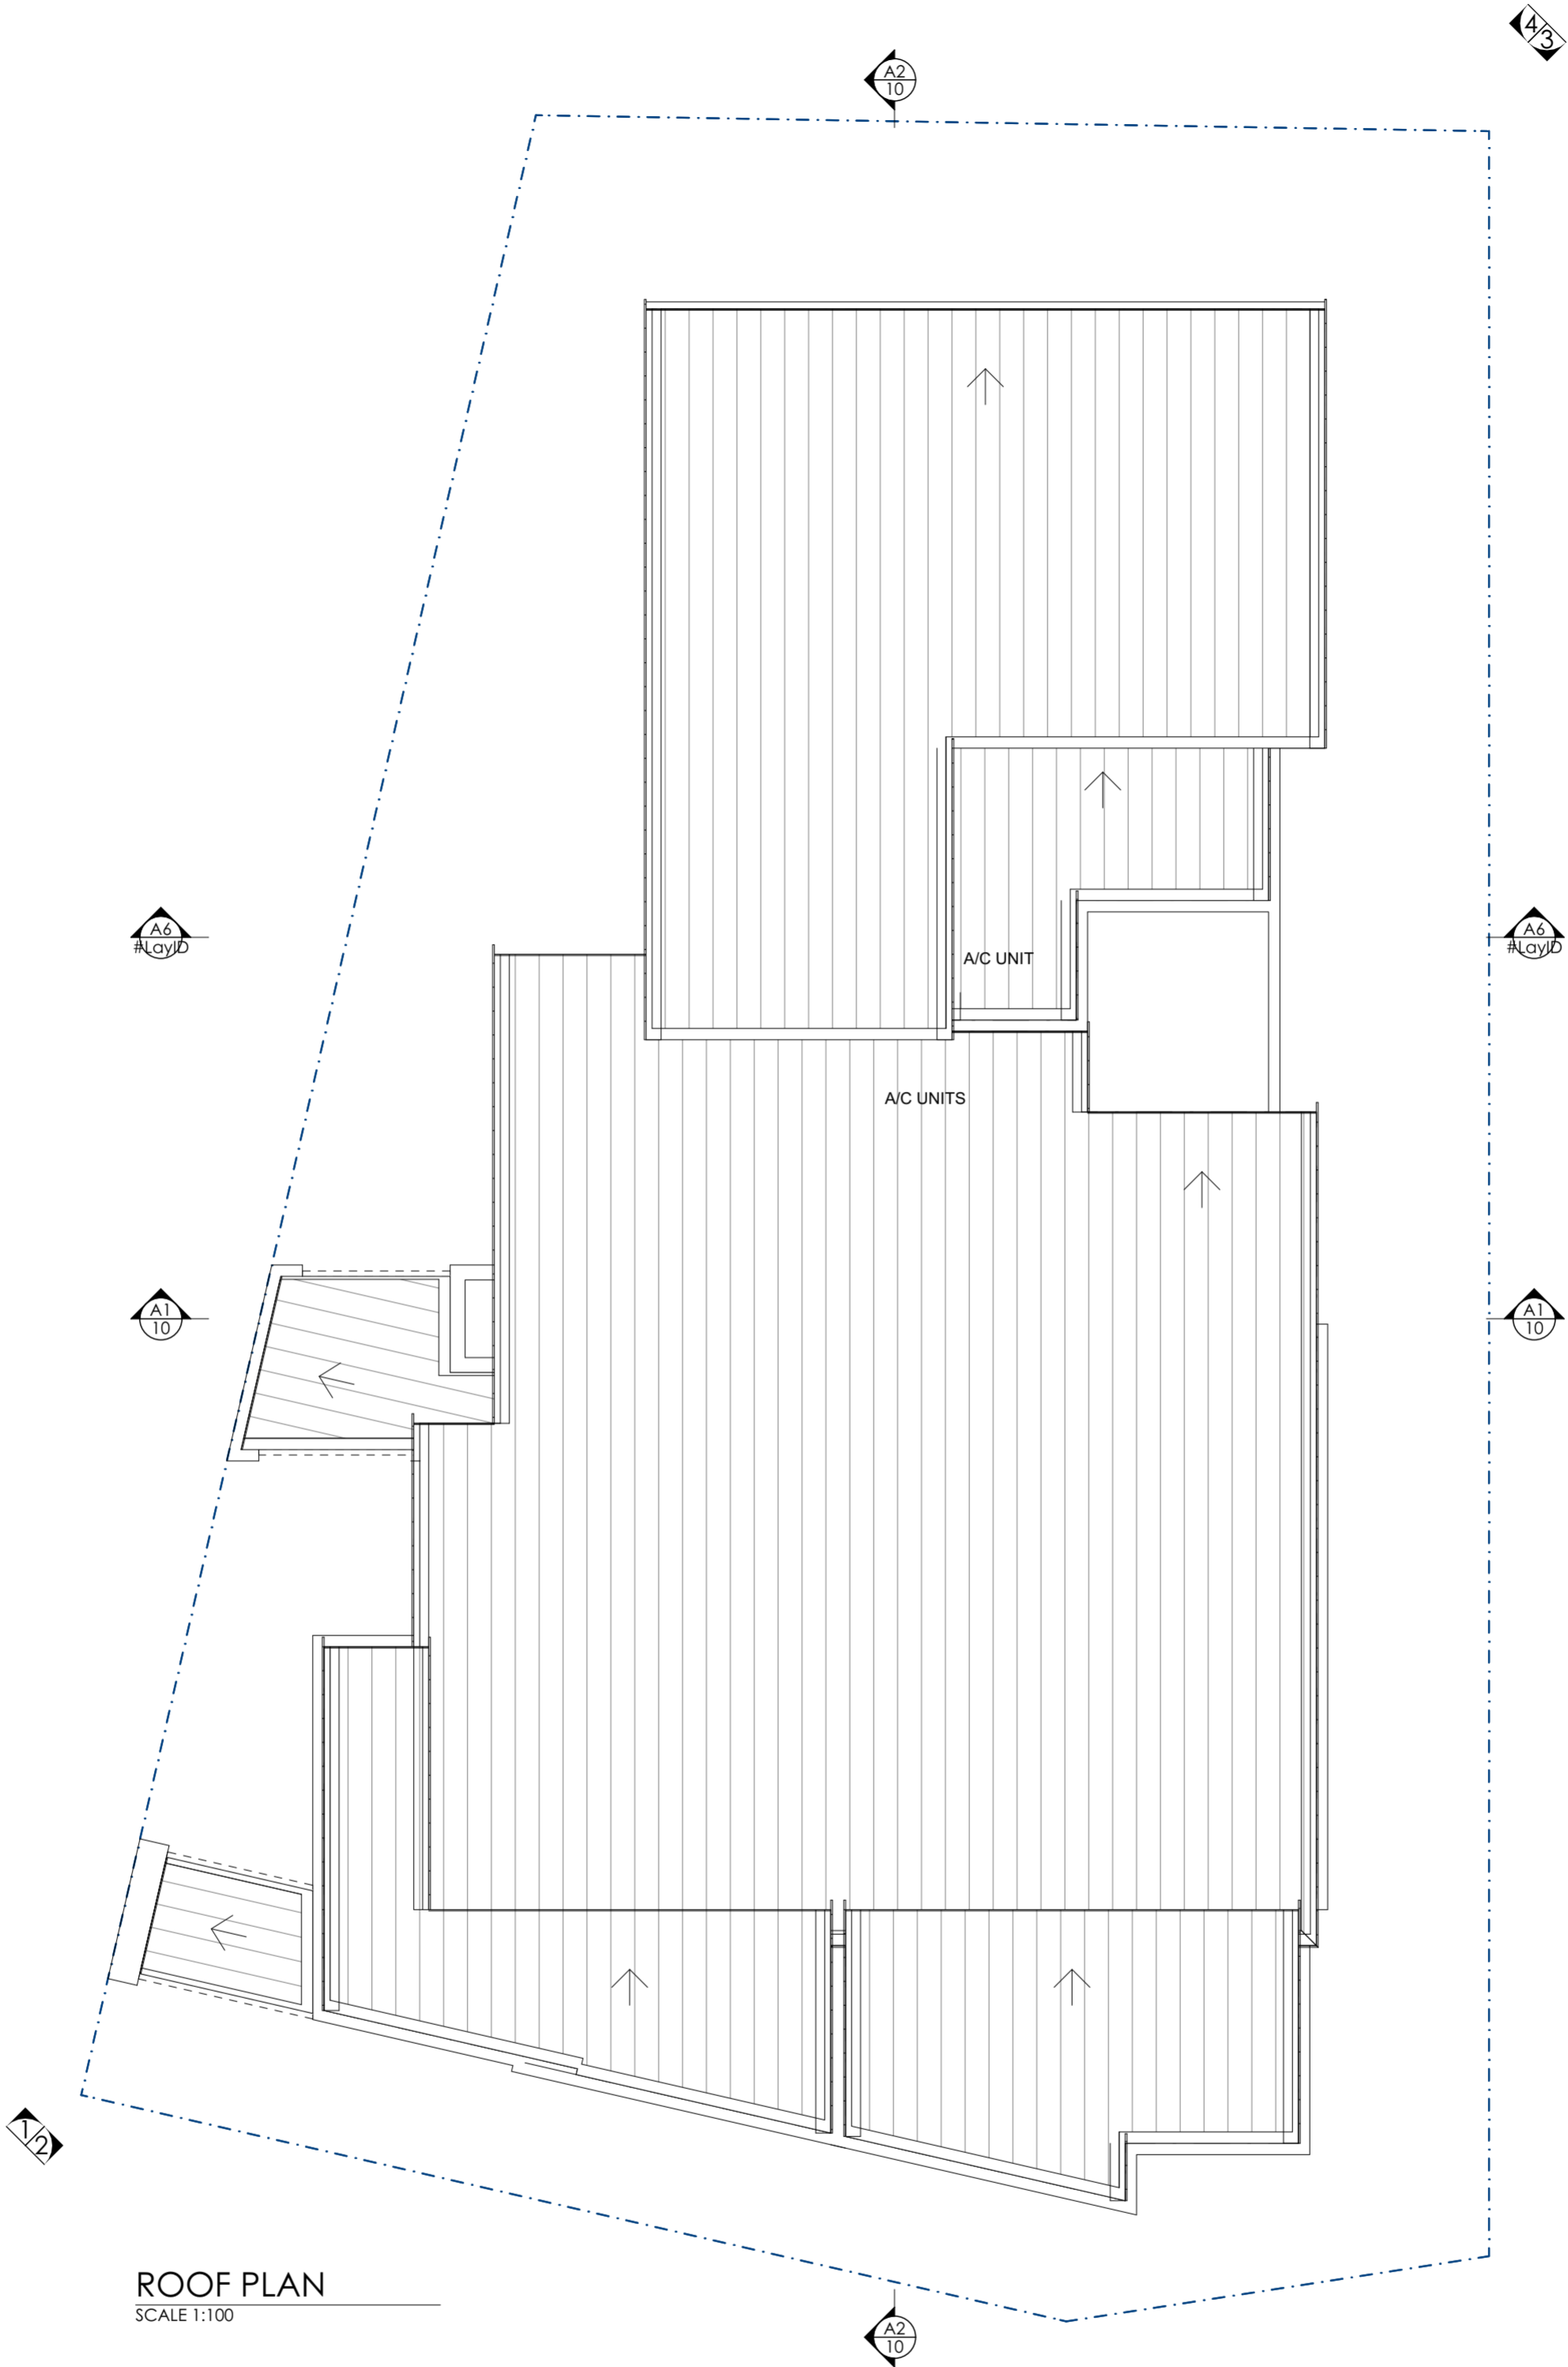 4
3
A2
10
A6
#LayID
A6
#LayID
A/C UNIT
A/C UNITS
A1
10
A1
10
1
2
ROOF PLAN
SCALE 1:100
A2
10